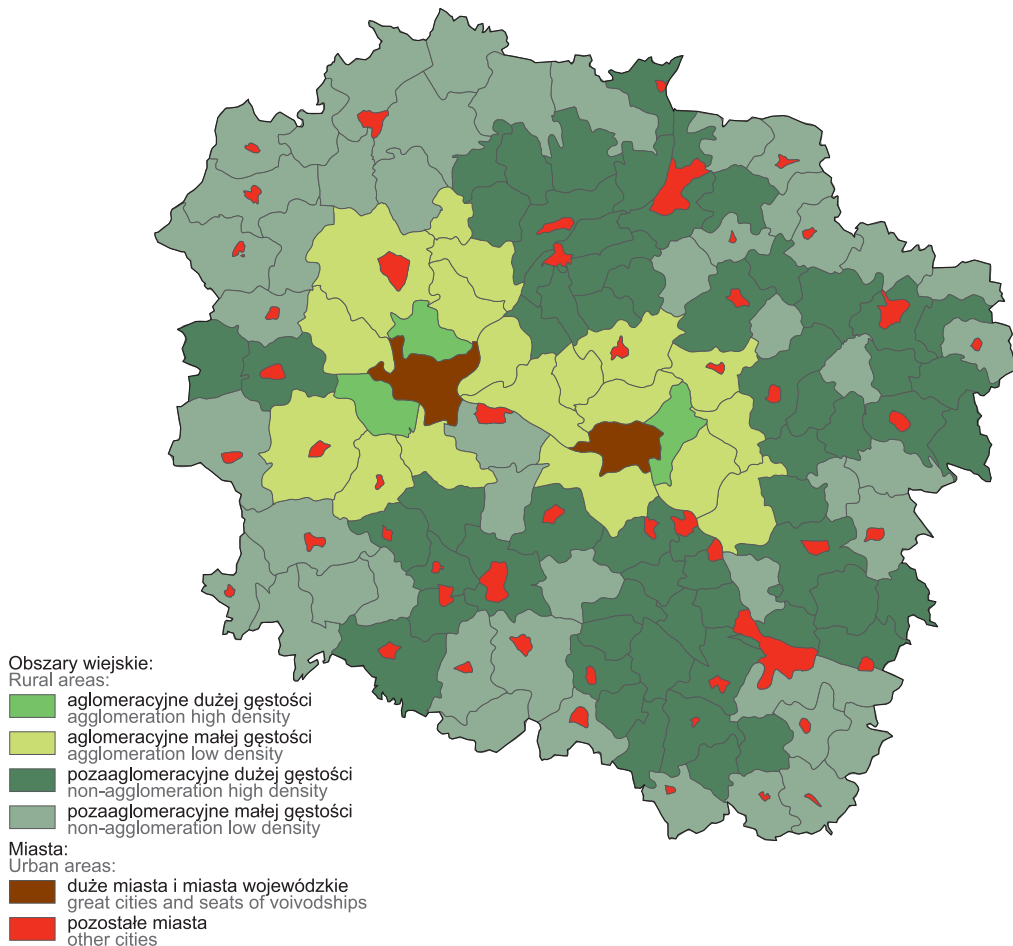 Obszary wiejskie:
Rural areas:
aglomeracyjne dużej gęstości
agglomeration high density
aglomeracyjne małej gęstości
agglomeration low density
pozaaglomeracyjne dużej gęstości
non-agglomeration high density
pozaaglomeracyjne małej gęstości
non-agglomeration low density
Miasta:
Urban areas:
duże miasta i miasta wojewódzkie
great cities and seats of voivodships
pozostałe miasta
other cities